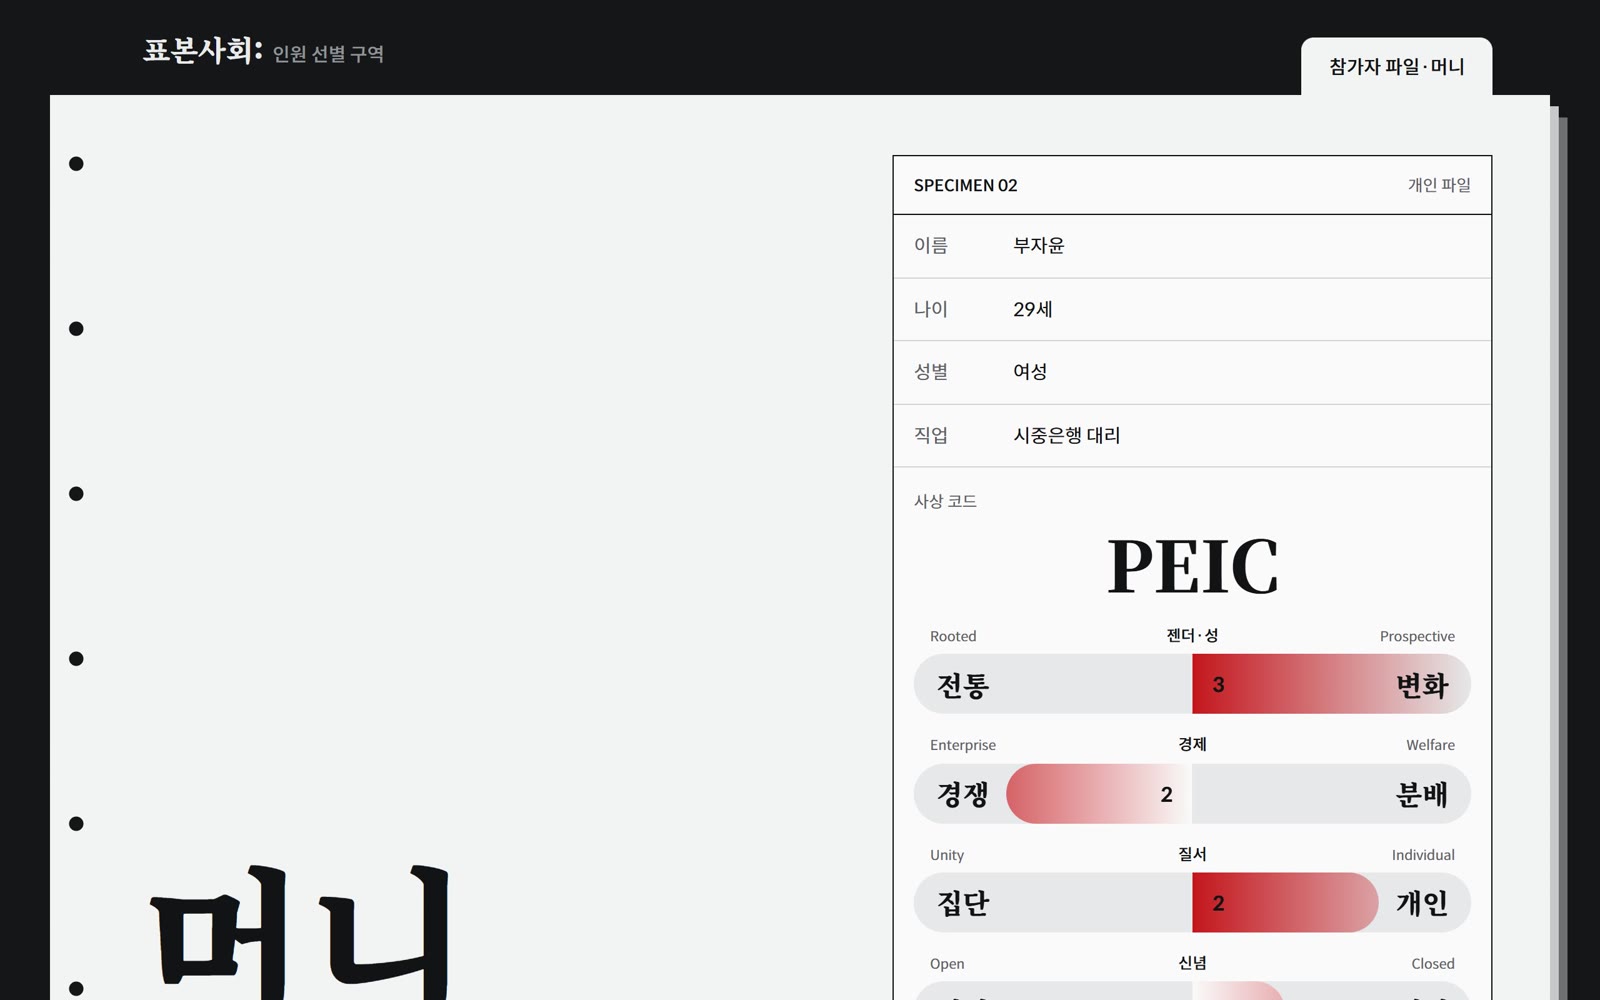 표본사회: 인원 선별 구역
참가자 파일·머니
SPECIMEN 02 개인 파일
이름 부자윤
나이 29세
성별 여성
직업 시중은행 대리
사상 코드
PEIC
Rooted 젠더·성 Prospective
전통 3 변화
Enterprise 경제 Welfare
경쟁 2 분배
Unity 질서 Individual
집단 2 개인
Open 신념 Closed
머니